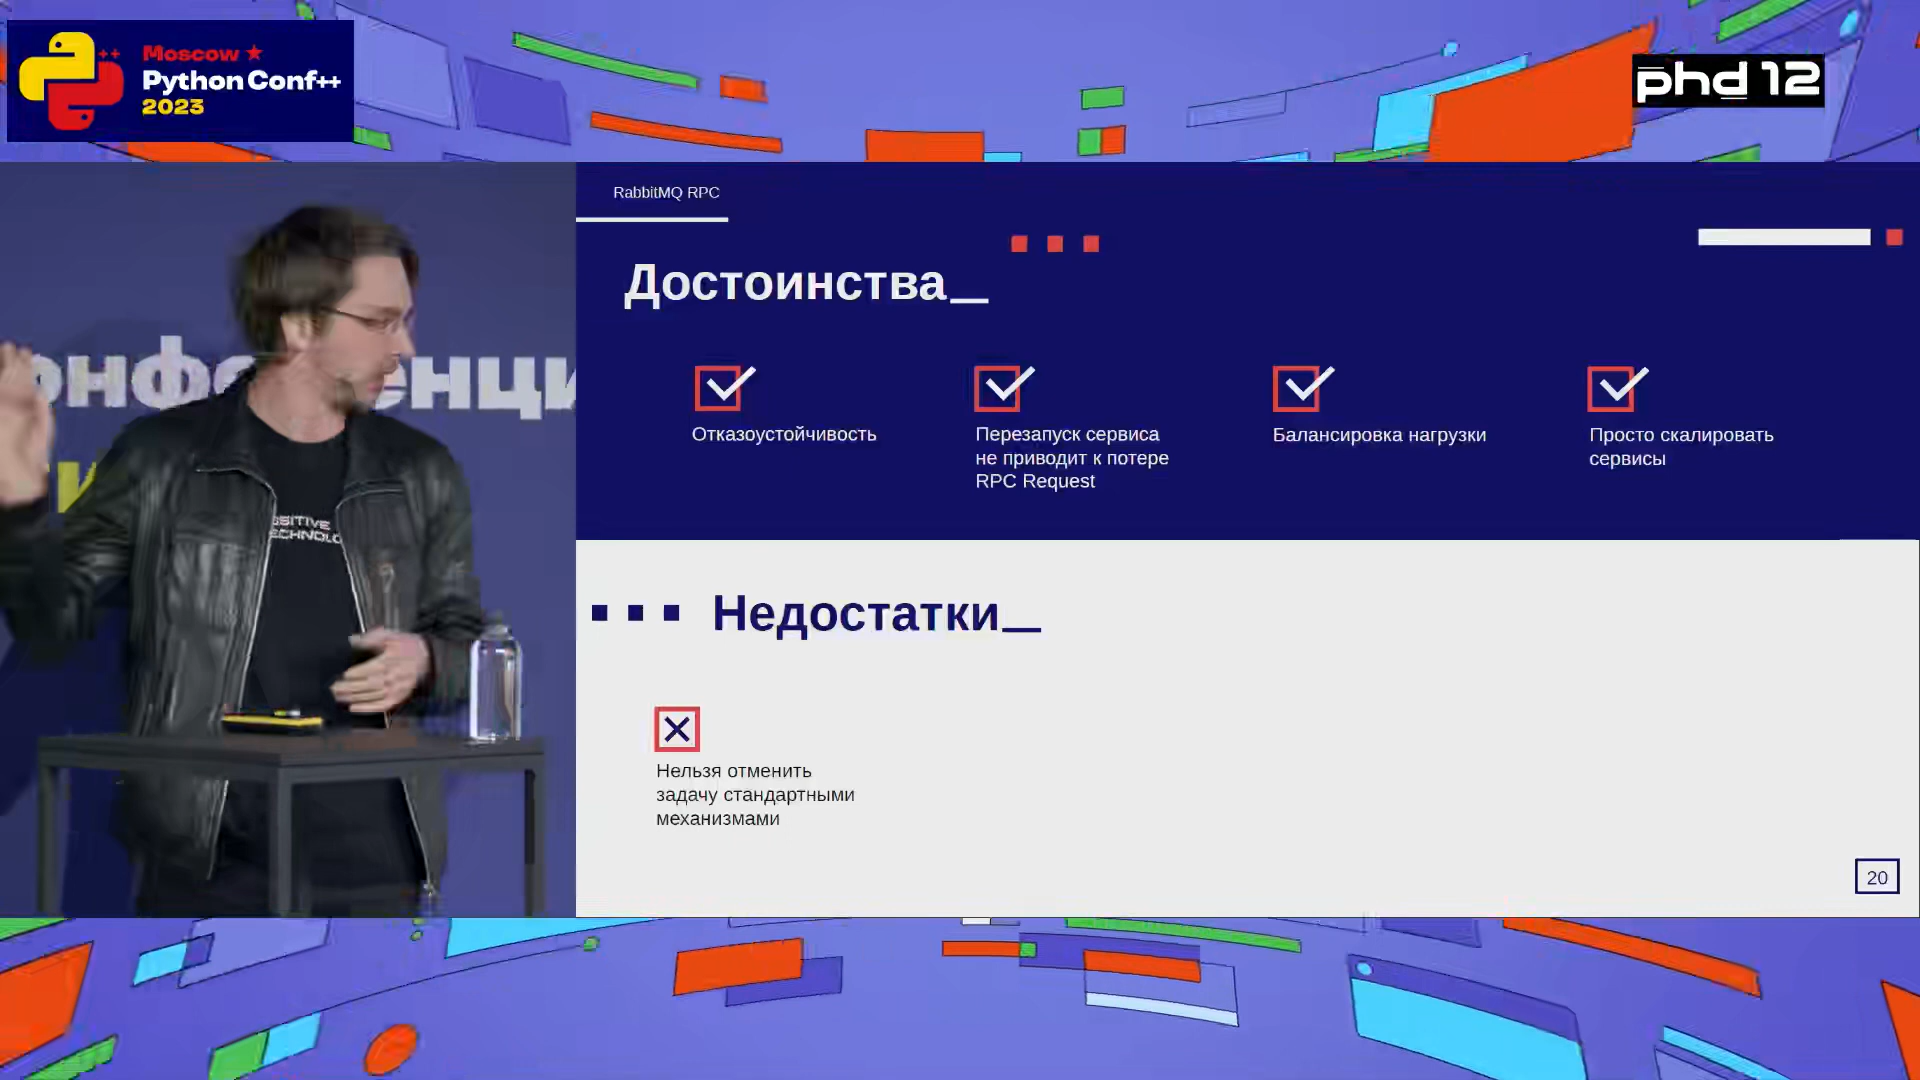 ++
Moscow
Python Conf++
2023
phd 12
RabbitMQ RPC
Достоинства_
Отказоустойчивость
Перезапуск сервиса
не приводит к потере
RPC Request
Балансировка нагрузки
Просто скалировать
сервисы
Недостатки_
Нельзя отменить
задачу стандартными
механизмами
20